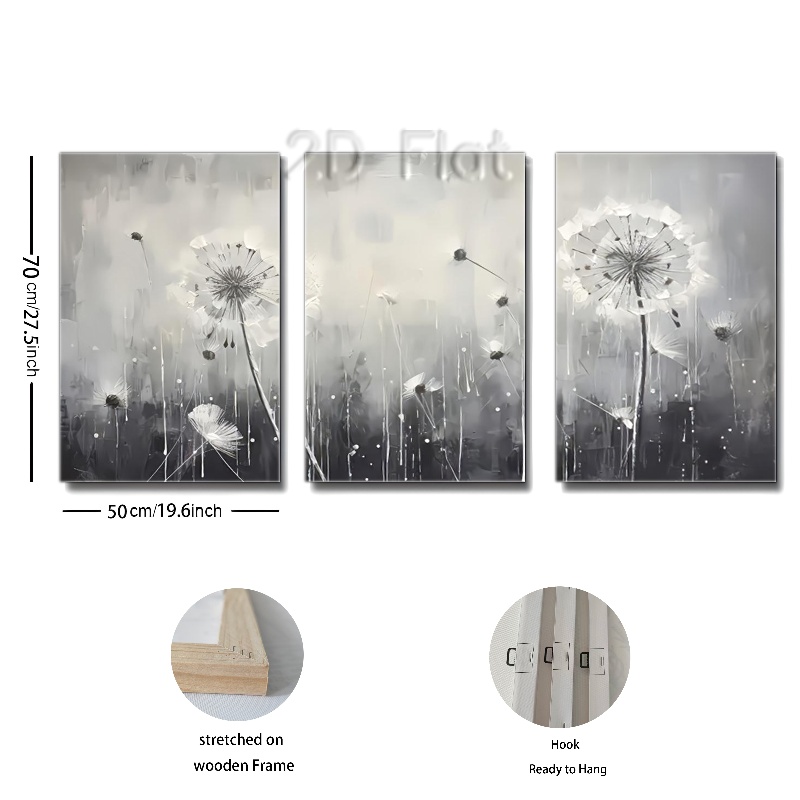 2D Flat
70 cm/27.5inch
50cm/19.6inch
stretched on
wooden Frame
Hook
Ready to Hang